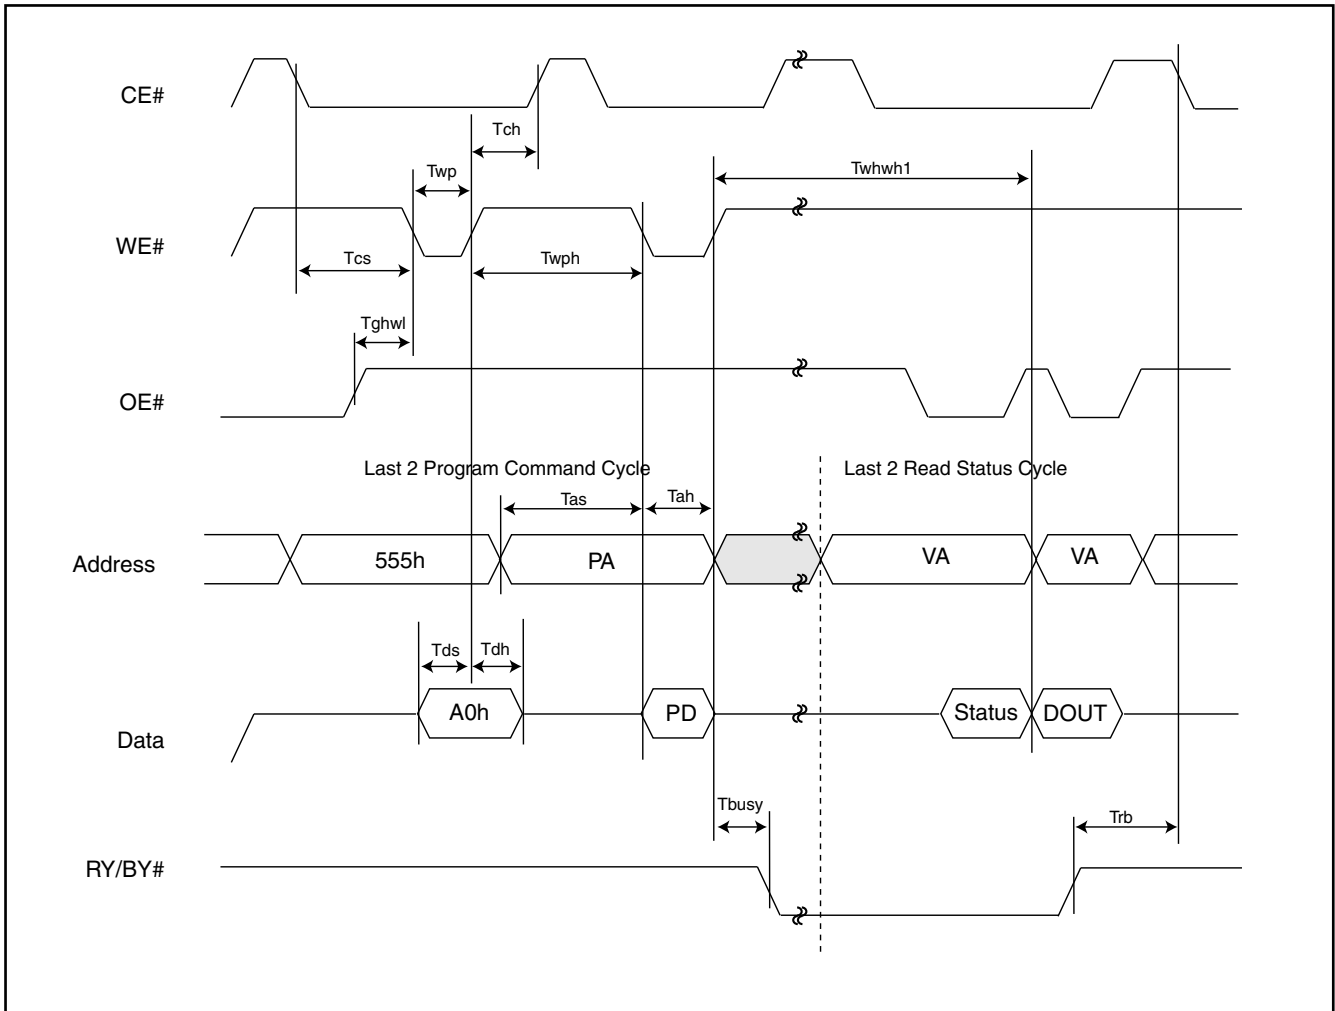 CE#
Tch
Twp
Twhwh1
WE#
Tcs
Twph
Tghwl
OE#
Last 2 Program Command Cycle
Last 2 Read Status Cycle
Tas
Tah
Address
555h
PA
VA
VA
Tds
Tdh
Data
A0h
PD
Status
DOUT
Tbusy
Trb
RY/BY#